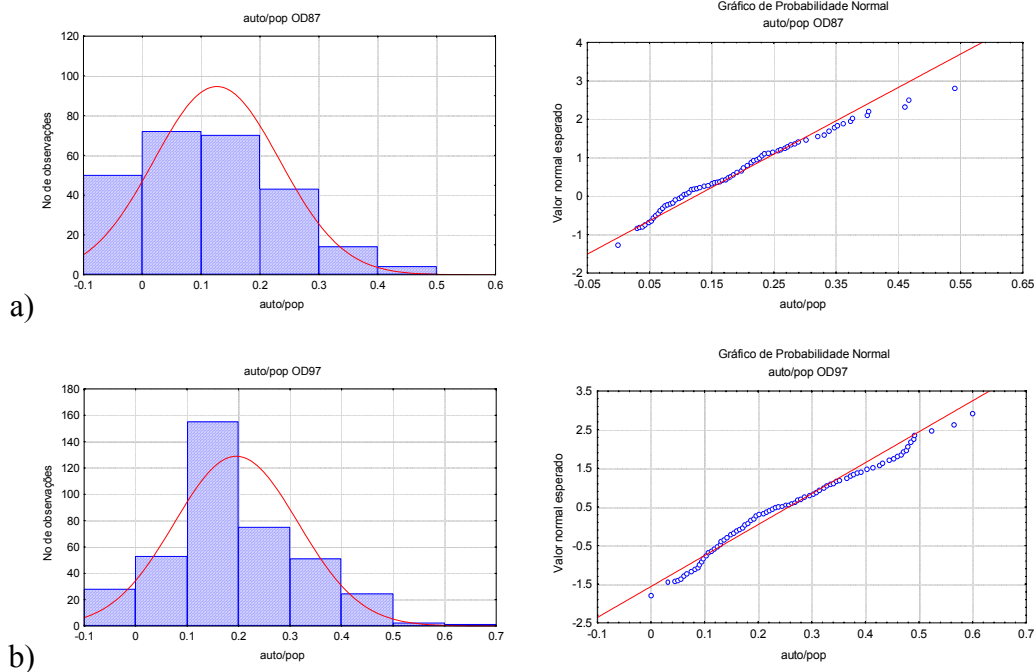 auto/pop OD87
No de observações
120
100
80
60
40
20
0
-0.1 0 0.1 0.2 0.3 0.4 0.5 0.6
auto/pop
Gráfico de Probabilidade Normal
auto/pop OD87
Valor normal esperado
4
3
2
1
0
-1
-2
-0.05 0.05 0.15 0.25 0.35 0.45 0.55 0.65
auto/pop
a)
auto/pop OD97
No de observações
180
160
140
120
100
80
60
40
20
0
-0.1 0 0.1 0.2 0.3 0.4 0.5 0.6 0.7
auto/pop
Gráfico de Probabilidade Normal
auto/pop OD97
Valor normal esperado
3.5
2.5
1.5
0.5
-0.5
-1.5
-2.5
-0.1 0 0.1 0.2 0.3 0.4 0.5 0.6 0.7
auto/pop
b)